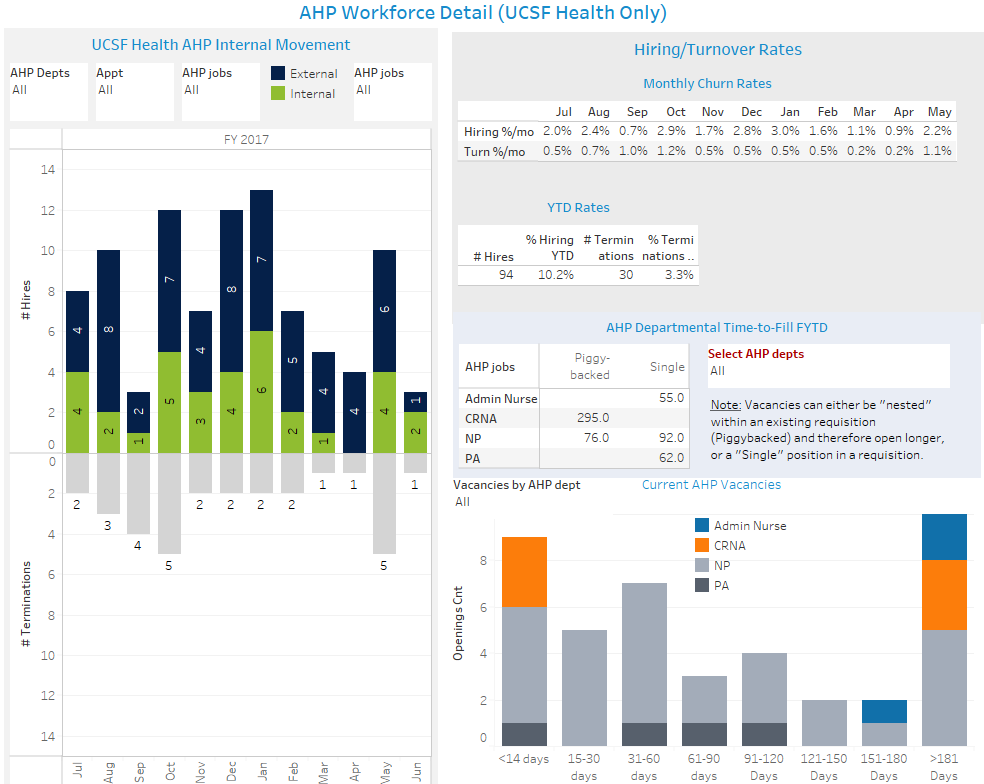 AHP Workforce Detail (UCSF Health Only)
UCSF Health AHP Internal Movement
AHP Depts
All
Appt
All
AHP jobs
All
External
Internal
AHP jobs
All
FY 2017
# Hires
14
12
10
8
6
4
2
0
4 8 2 7 4 8 7 5 4 4 6 1
4 2 1 5 3 4 6 2 1 4 2
# Terminations
0
2
4
6
8
10
12
14
2 3 4 5 2 2 2 2 1 1 5 1
Jul Aug Sep Oct Nov Dec Jan Feb Mar Apr May Jun
Hiring/Turnover Rates
Monthly Churn Rates
Jul Aug Sep Oct Nov Dec Jan Feb Mar Apr May
Hiring %/mo 2.0% 2.4% 0.7% 2.9% 1.7% 2.8% 3.0% 1.6% 1.1% 0.9% 2.2%
Turn %/mo 0.5% 0.7% 1.0% 1.2% 0.5% 0.5% 0.5% 0.5% 0.2% 0.2% 1.1%
YTD Rates
% Hiring # Termin % Termi
# Hires YTD ations nations ..
94 10.2% 30 3.3%
AHP Departmental Time-to-Fill FYTD
AHP jobs Piggy-
backed Single
Admin Nurse 55.0
CRNA 295.0
NP 76.0 92.0
PA 62.0
Select AHP depts
All
Note: Vacancies can either be "nested"
within an existing requisition
(Piggybacked) and therefore open longer,
or a "Single" position in a requisition.
Vacancies by AHP dept
All
Current AHP Vacancies
Admin Nurse
CRNA
NP
PA
Openings Cnt
8
6
4
2
0
<14 days 15-30 31-60 61-90 91-120 121-150 151-180 >181
days days days Days Days Days Days